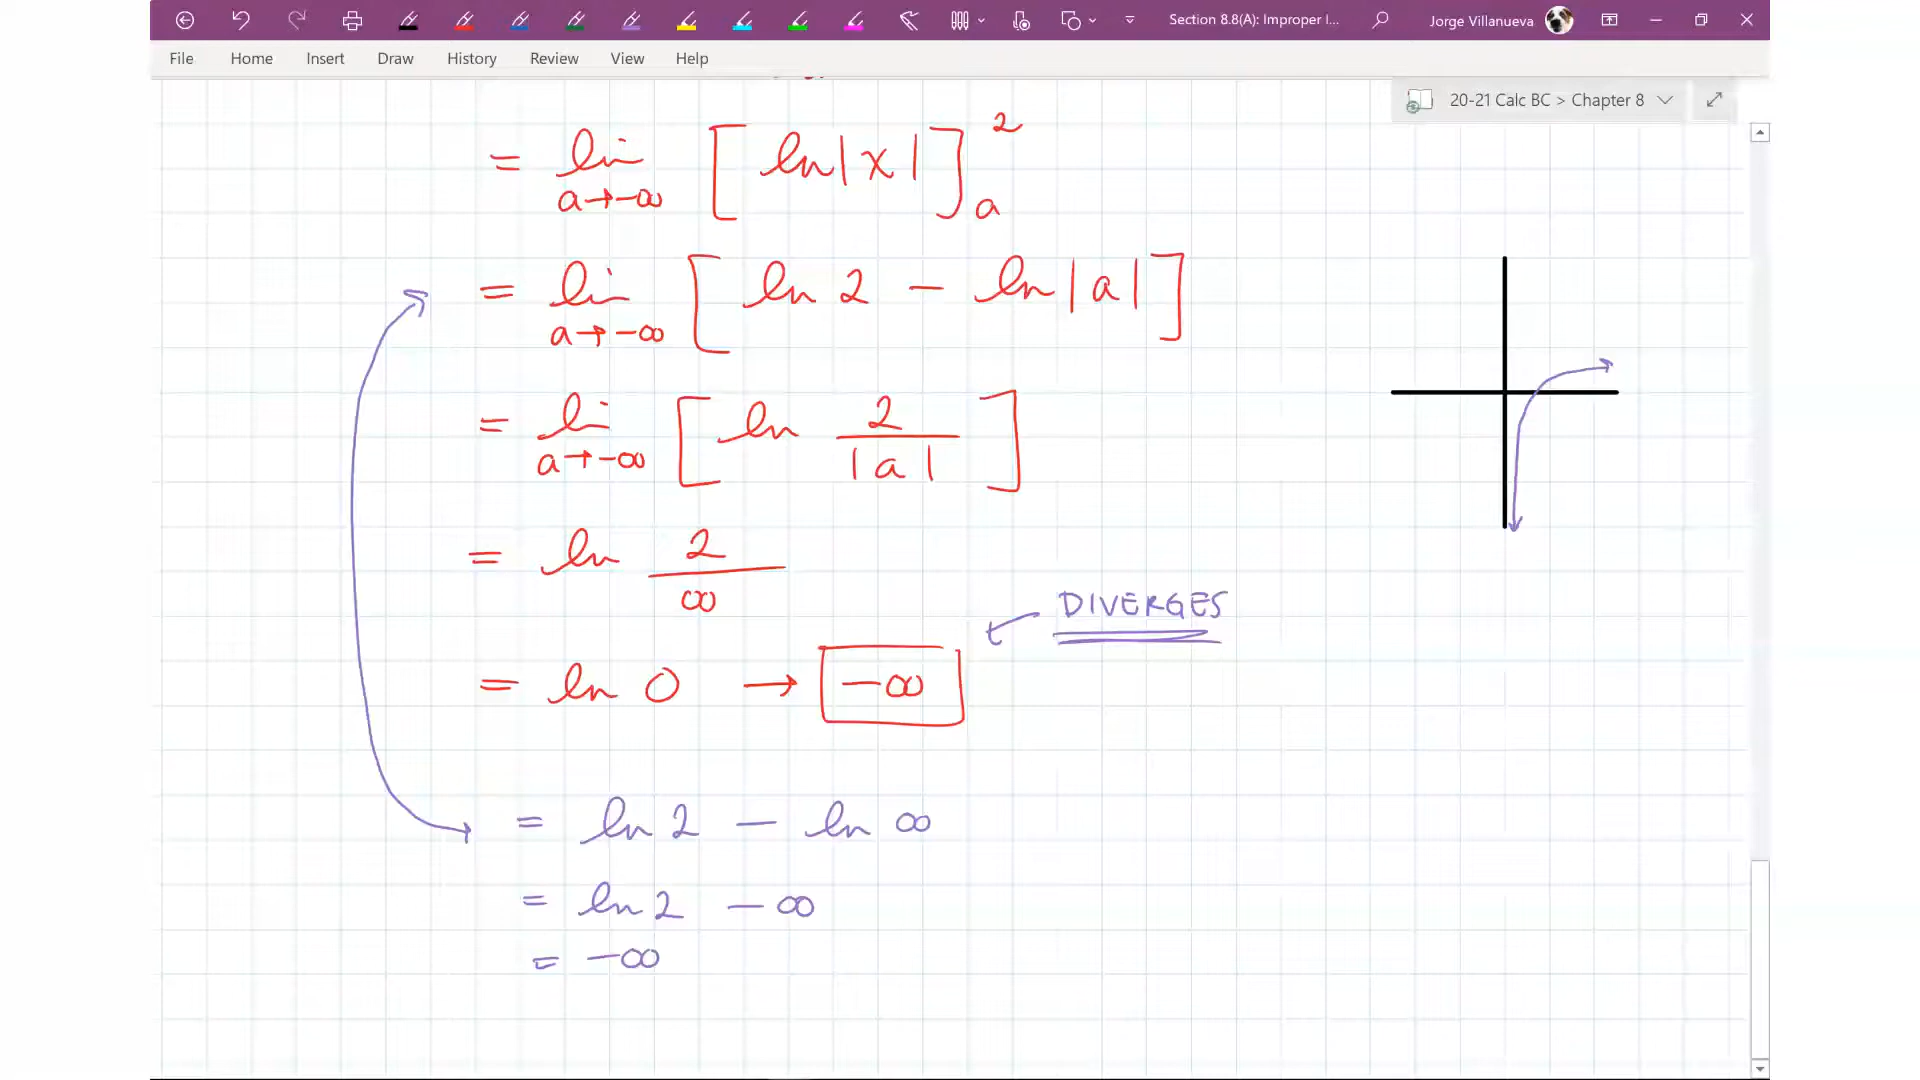 Section 8.8(A): Improper I... Jorge Villanueva
File Home Insert Draw History Review View Help
20-21 Calc BC > Chapter 8
= lim a→-∞ [ ln|x| ] 2 a
= lim a→-∞ [ ln 2 - ln|a| ]
= lim a→-∞ [ ln 2/|a| ]
= ln 2/∞
DIVERGES
= ln 0 → -∞
= ln 2 - ln ∞
= ln 2 - ∞
= -∞